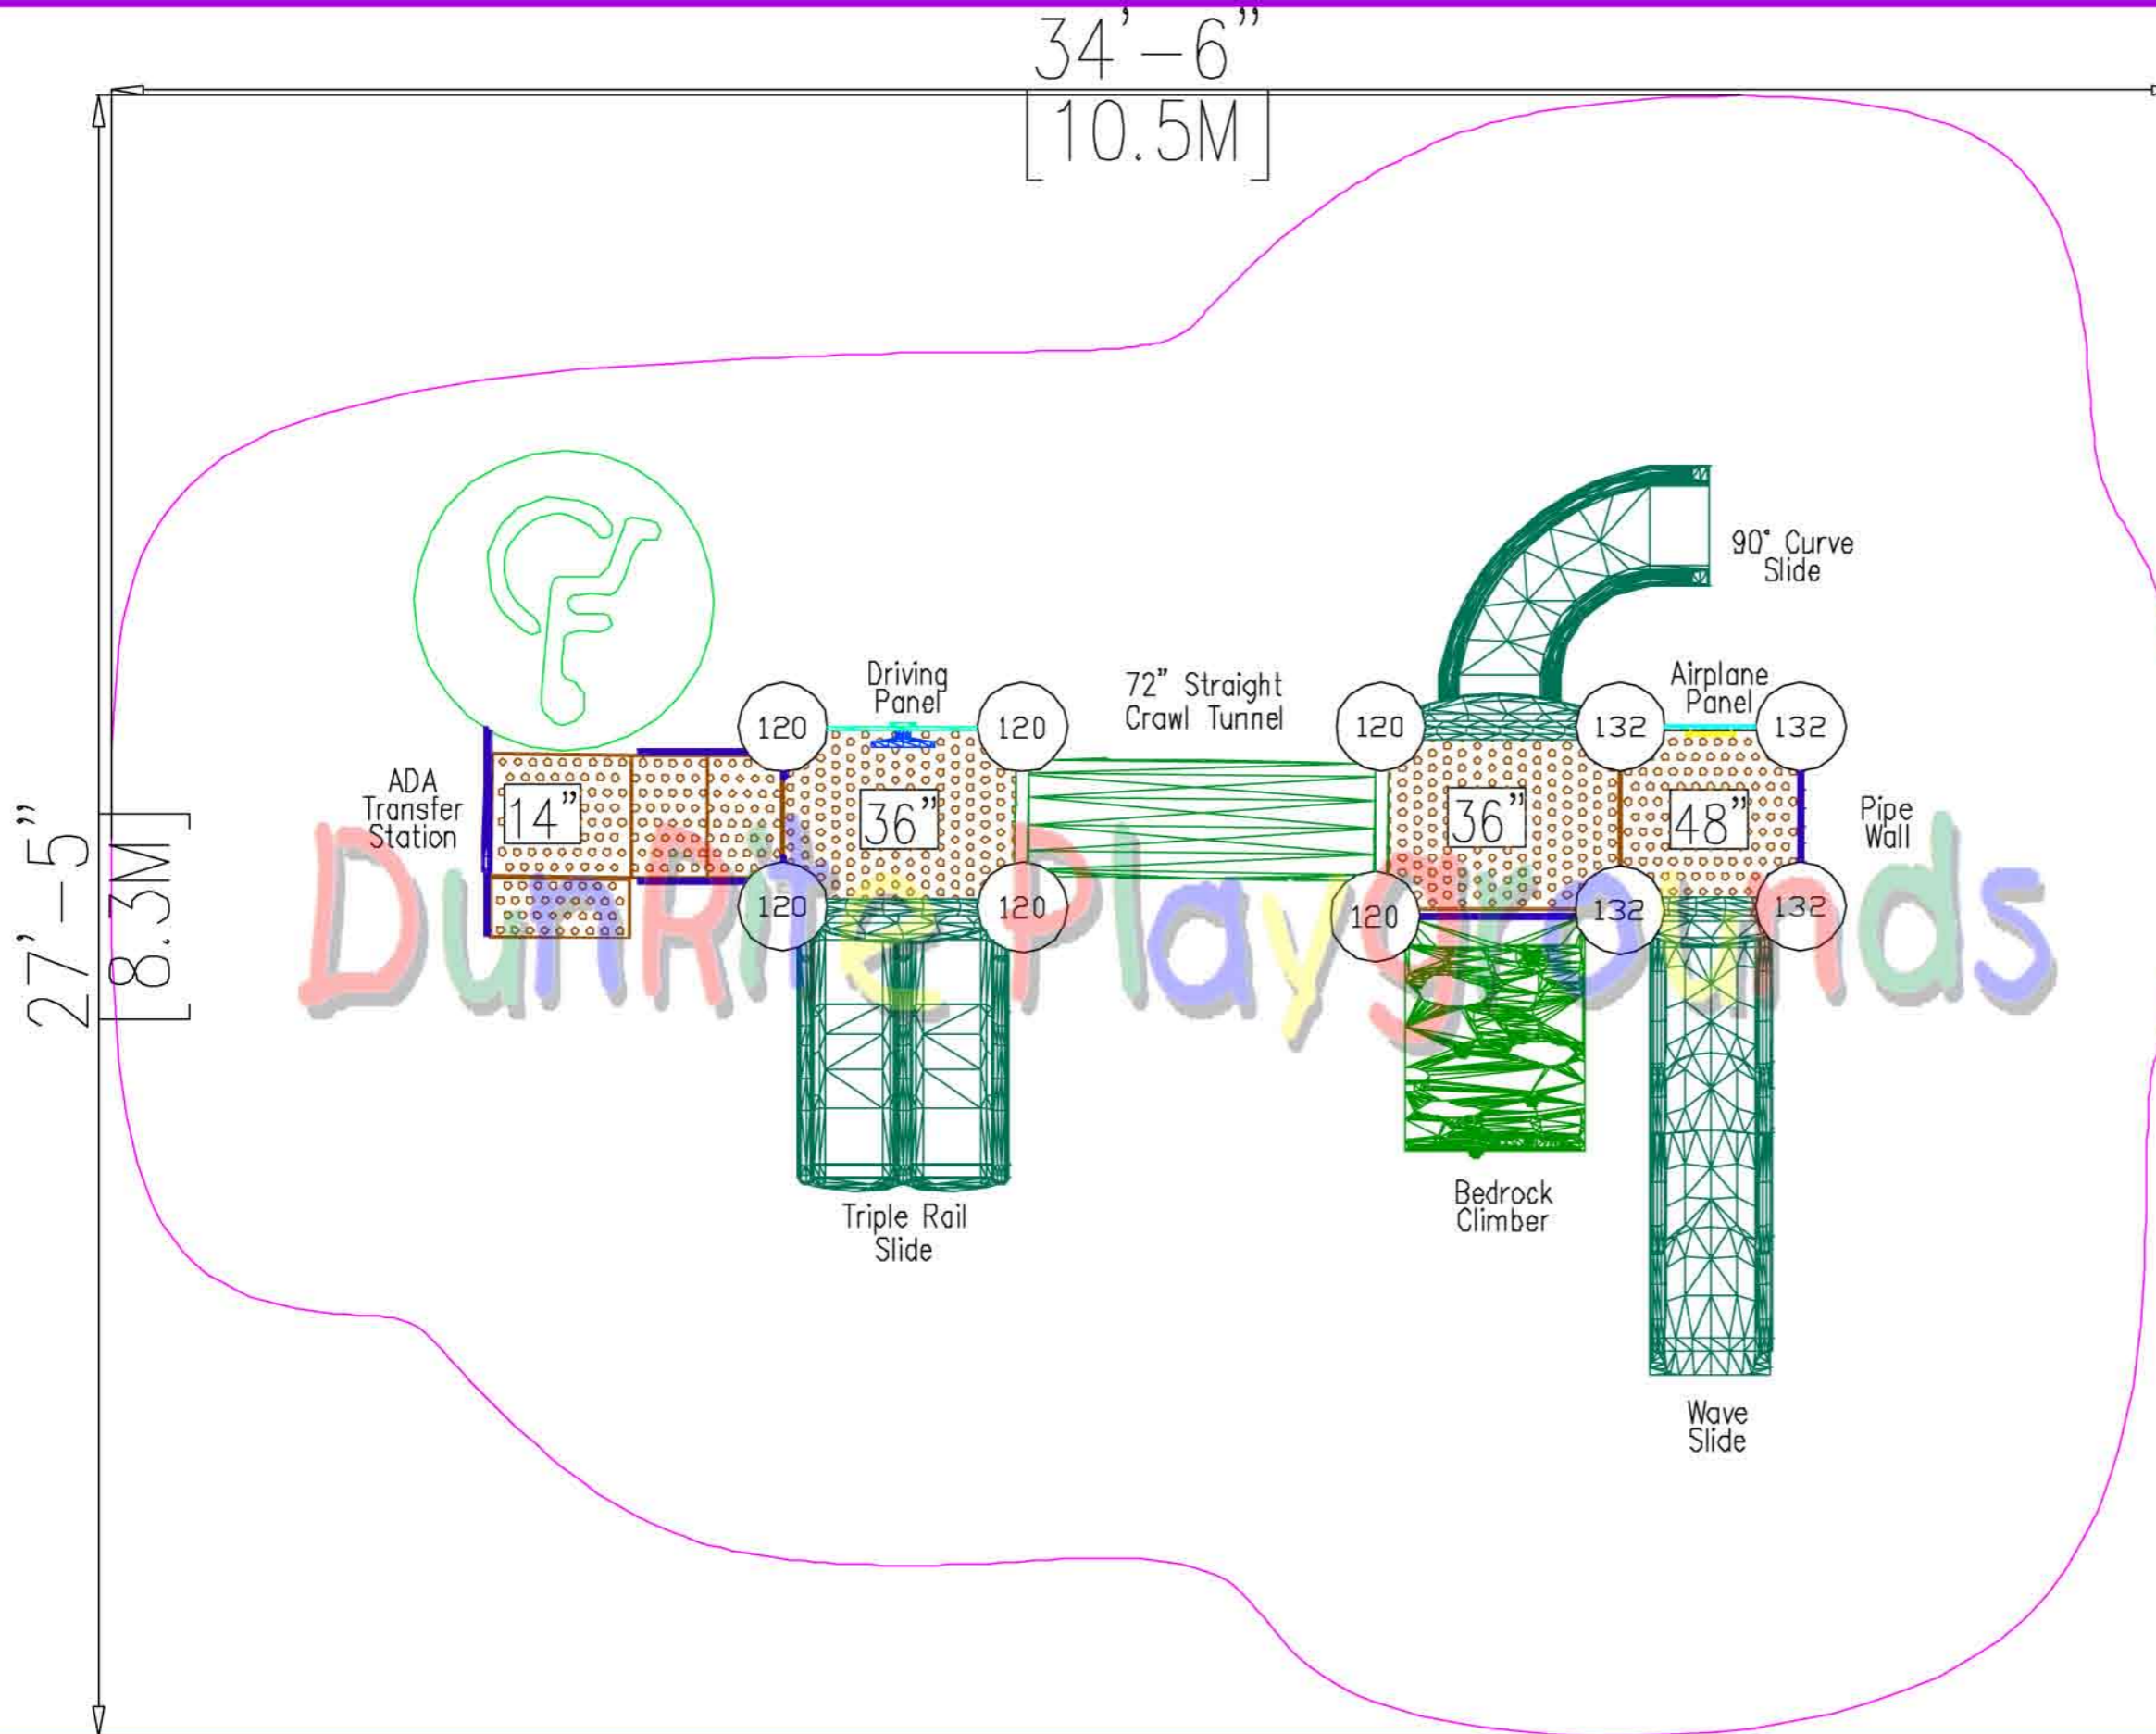 34'-6"
[10.5M]
27'-5"
[8.3M]
90° Curve
Slide
Driving
Panel
72" Straight
Crawl Tunnel
Airplane
Panel
120
120
120
132
132
ADA
Transfer
Station
14"
36"
36"
48"
Pipe
Wall
120
120
120
132
132
DunRite Playgrounds
Triple Rail
Slide
Bedrock
Climber
Wave
Slide